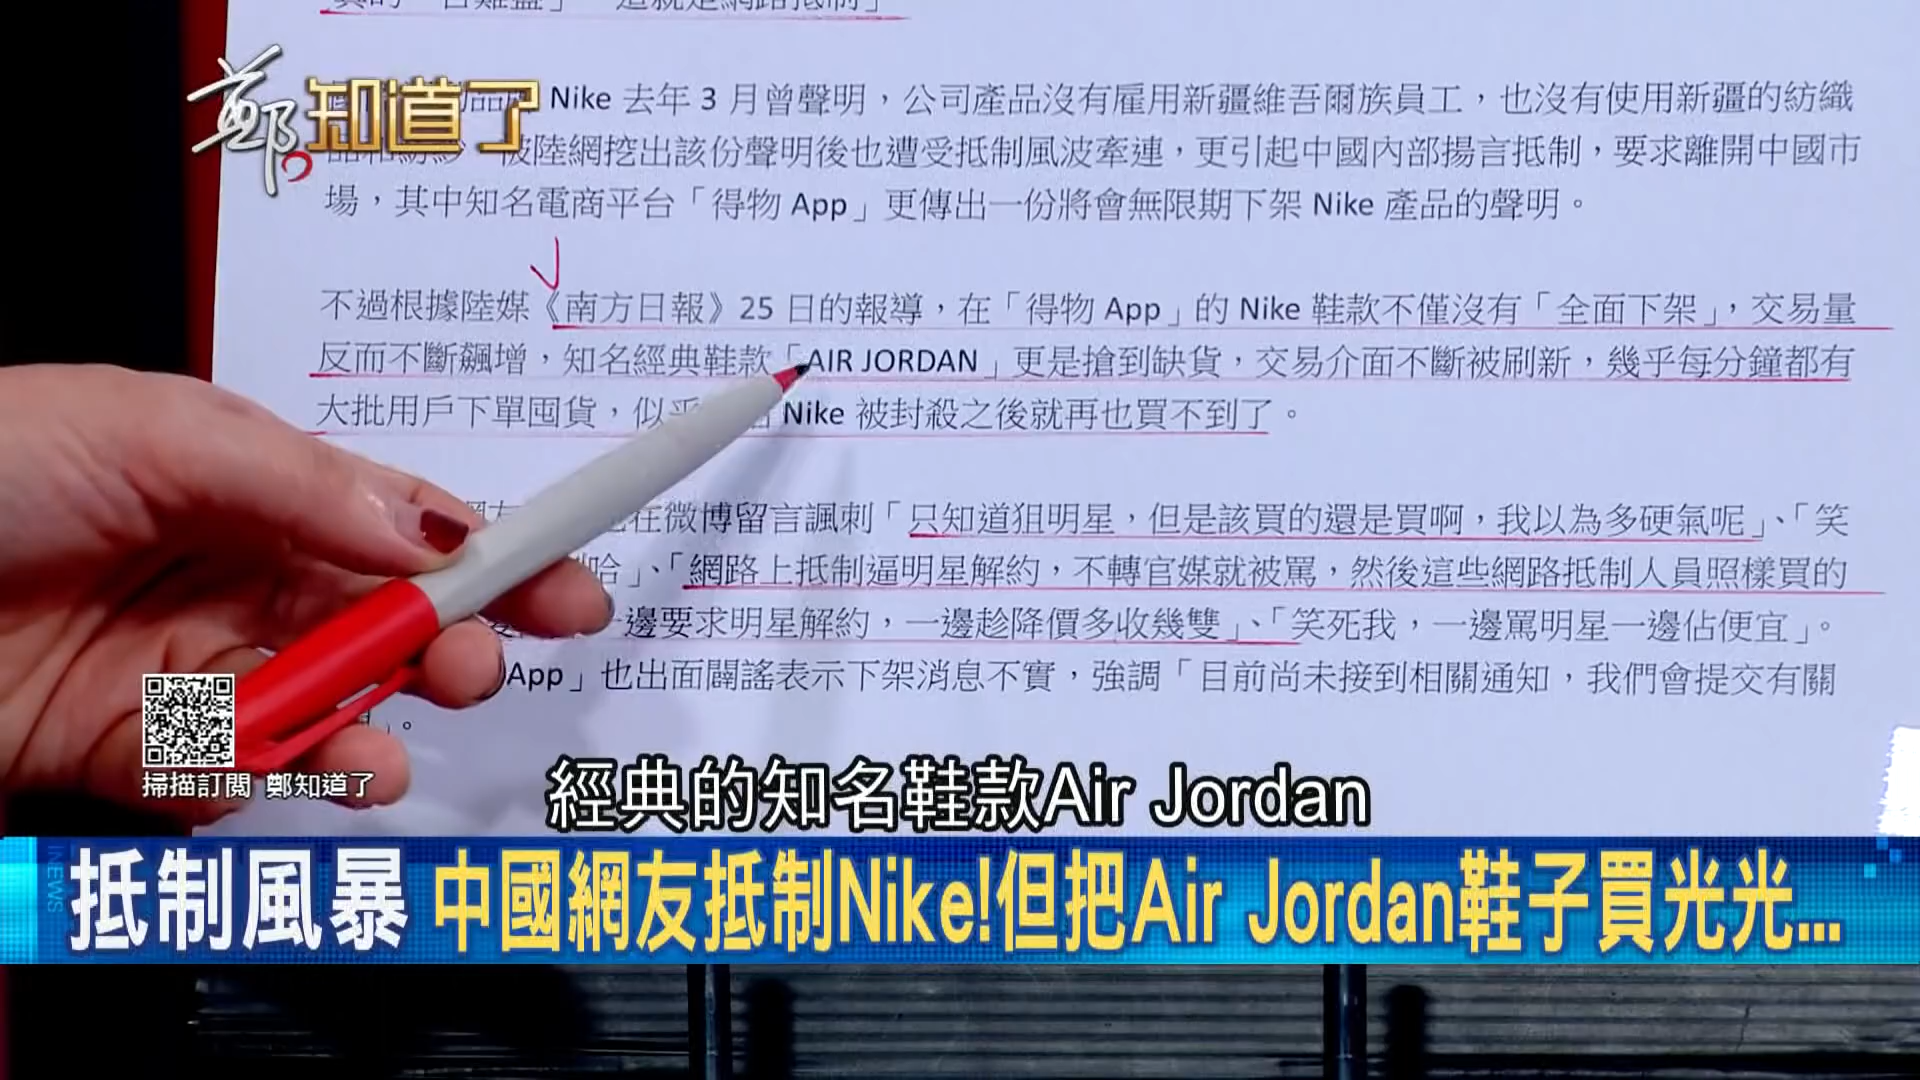 「這就是網路抵制」
鄭知道了
Nike 去年 3 月曾聲明，公司產品沒有雇用新疆維吾爾族員工，也沒有使用新疆的紡織
被陸網挖出該份聲明後也遭受抵制風波牽連，更引起中國內部揚言抵制，要求離開中國市
場，其中知名電商平台「得物 App」更傳出一份將會無限期下架 Nike 產品的聲明。
不過根據陸媒《南方日報》25 日的報導，在「得物 App」的 Nike 鞋款不僅沒有「全面下架」，交易量
反而不斷飆增，知名經典鞋款「AIR JORDAN」更是搶到缺貨，交易介面不斷被刷新，幾乎每分鐘都有
大批用戶下單囤貨，似乎 Nike 被封殺之後就再也買不到了。
在微博留言諷刺「只知道狙明星，但是該買的還是買啊，我以為多硬氣呢」、「笑
哈」、「網路上抵制逼明星解約，不轉官媒就被罵，然後這些網路抵制人員照樣買的
邊要求明星解約，一邊趁降價多收幾雙」、「笑死我，一邊罵明星一邊佔便宜」。
App」也出面闢謠表示下架消息不實，強調「目前尚未接到相關通知，我們會提交有關
」。
掃描訂閱 鄭知道了
經典的知名鞋款Air Jordan
INEWS
抵制風暴 中國網友抵制Nike!但把Air Jordan鞋子買光光...